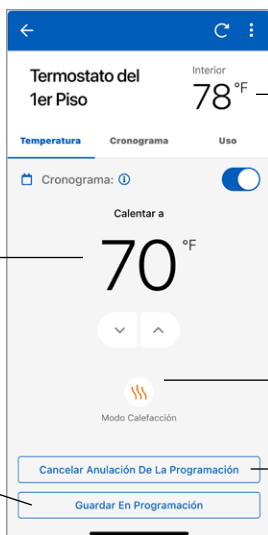 Termostato del
1er Piso
Interior
78°F
Temperatura Cronograma Uso
Cronograma:
Calentar a
70°F
Modo Calefacción
Cancelar Anulación De La Programación
Guardar En Programación